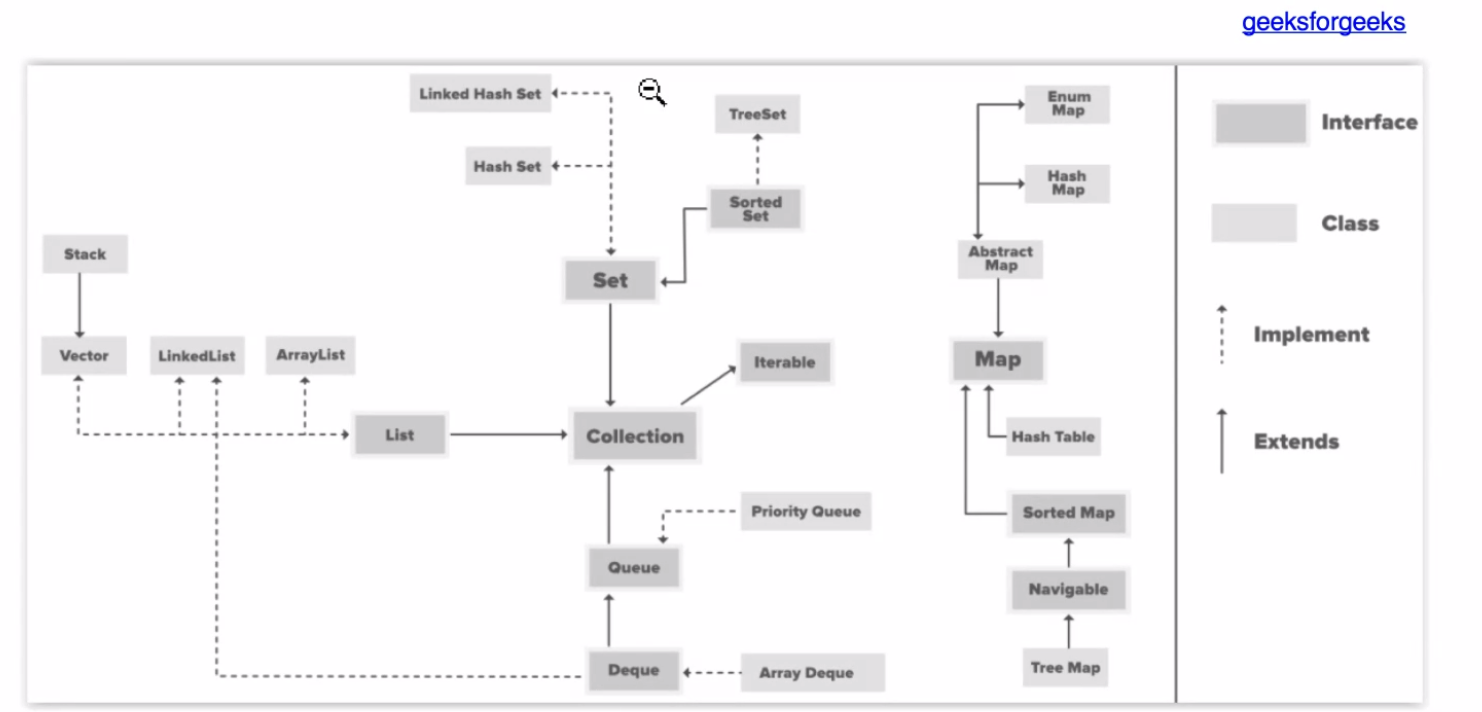 geeksforgeeks
Linked Hash Set
TreeSet
Enum
Map
Interface
Hash Set
Hash
Map
Sorted
Set
Class
Stack
Set
Abstract
Map
Vector
LinkedList
ArrayList
Iterable
Map
Implement
List
Collection
Hash Table
Extends
Priority Queue
Sorted Map
Queue
Navigable
Deque
Array Deque
Tree Map